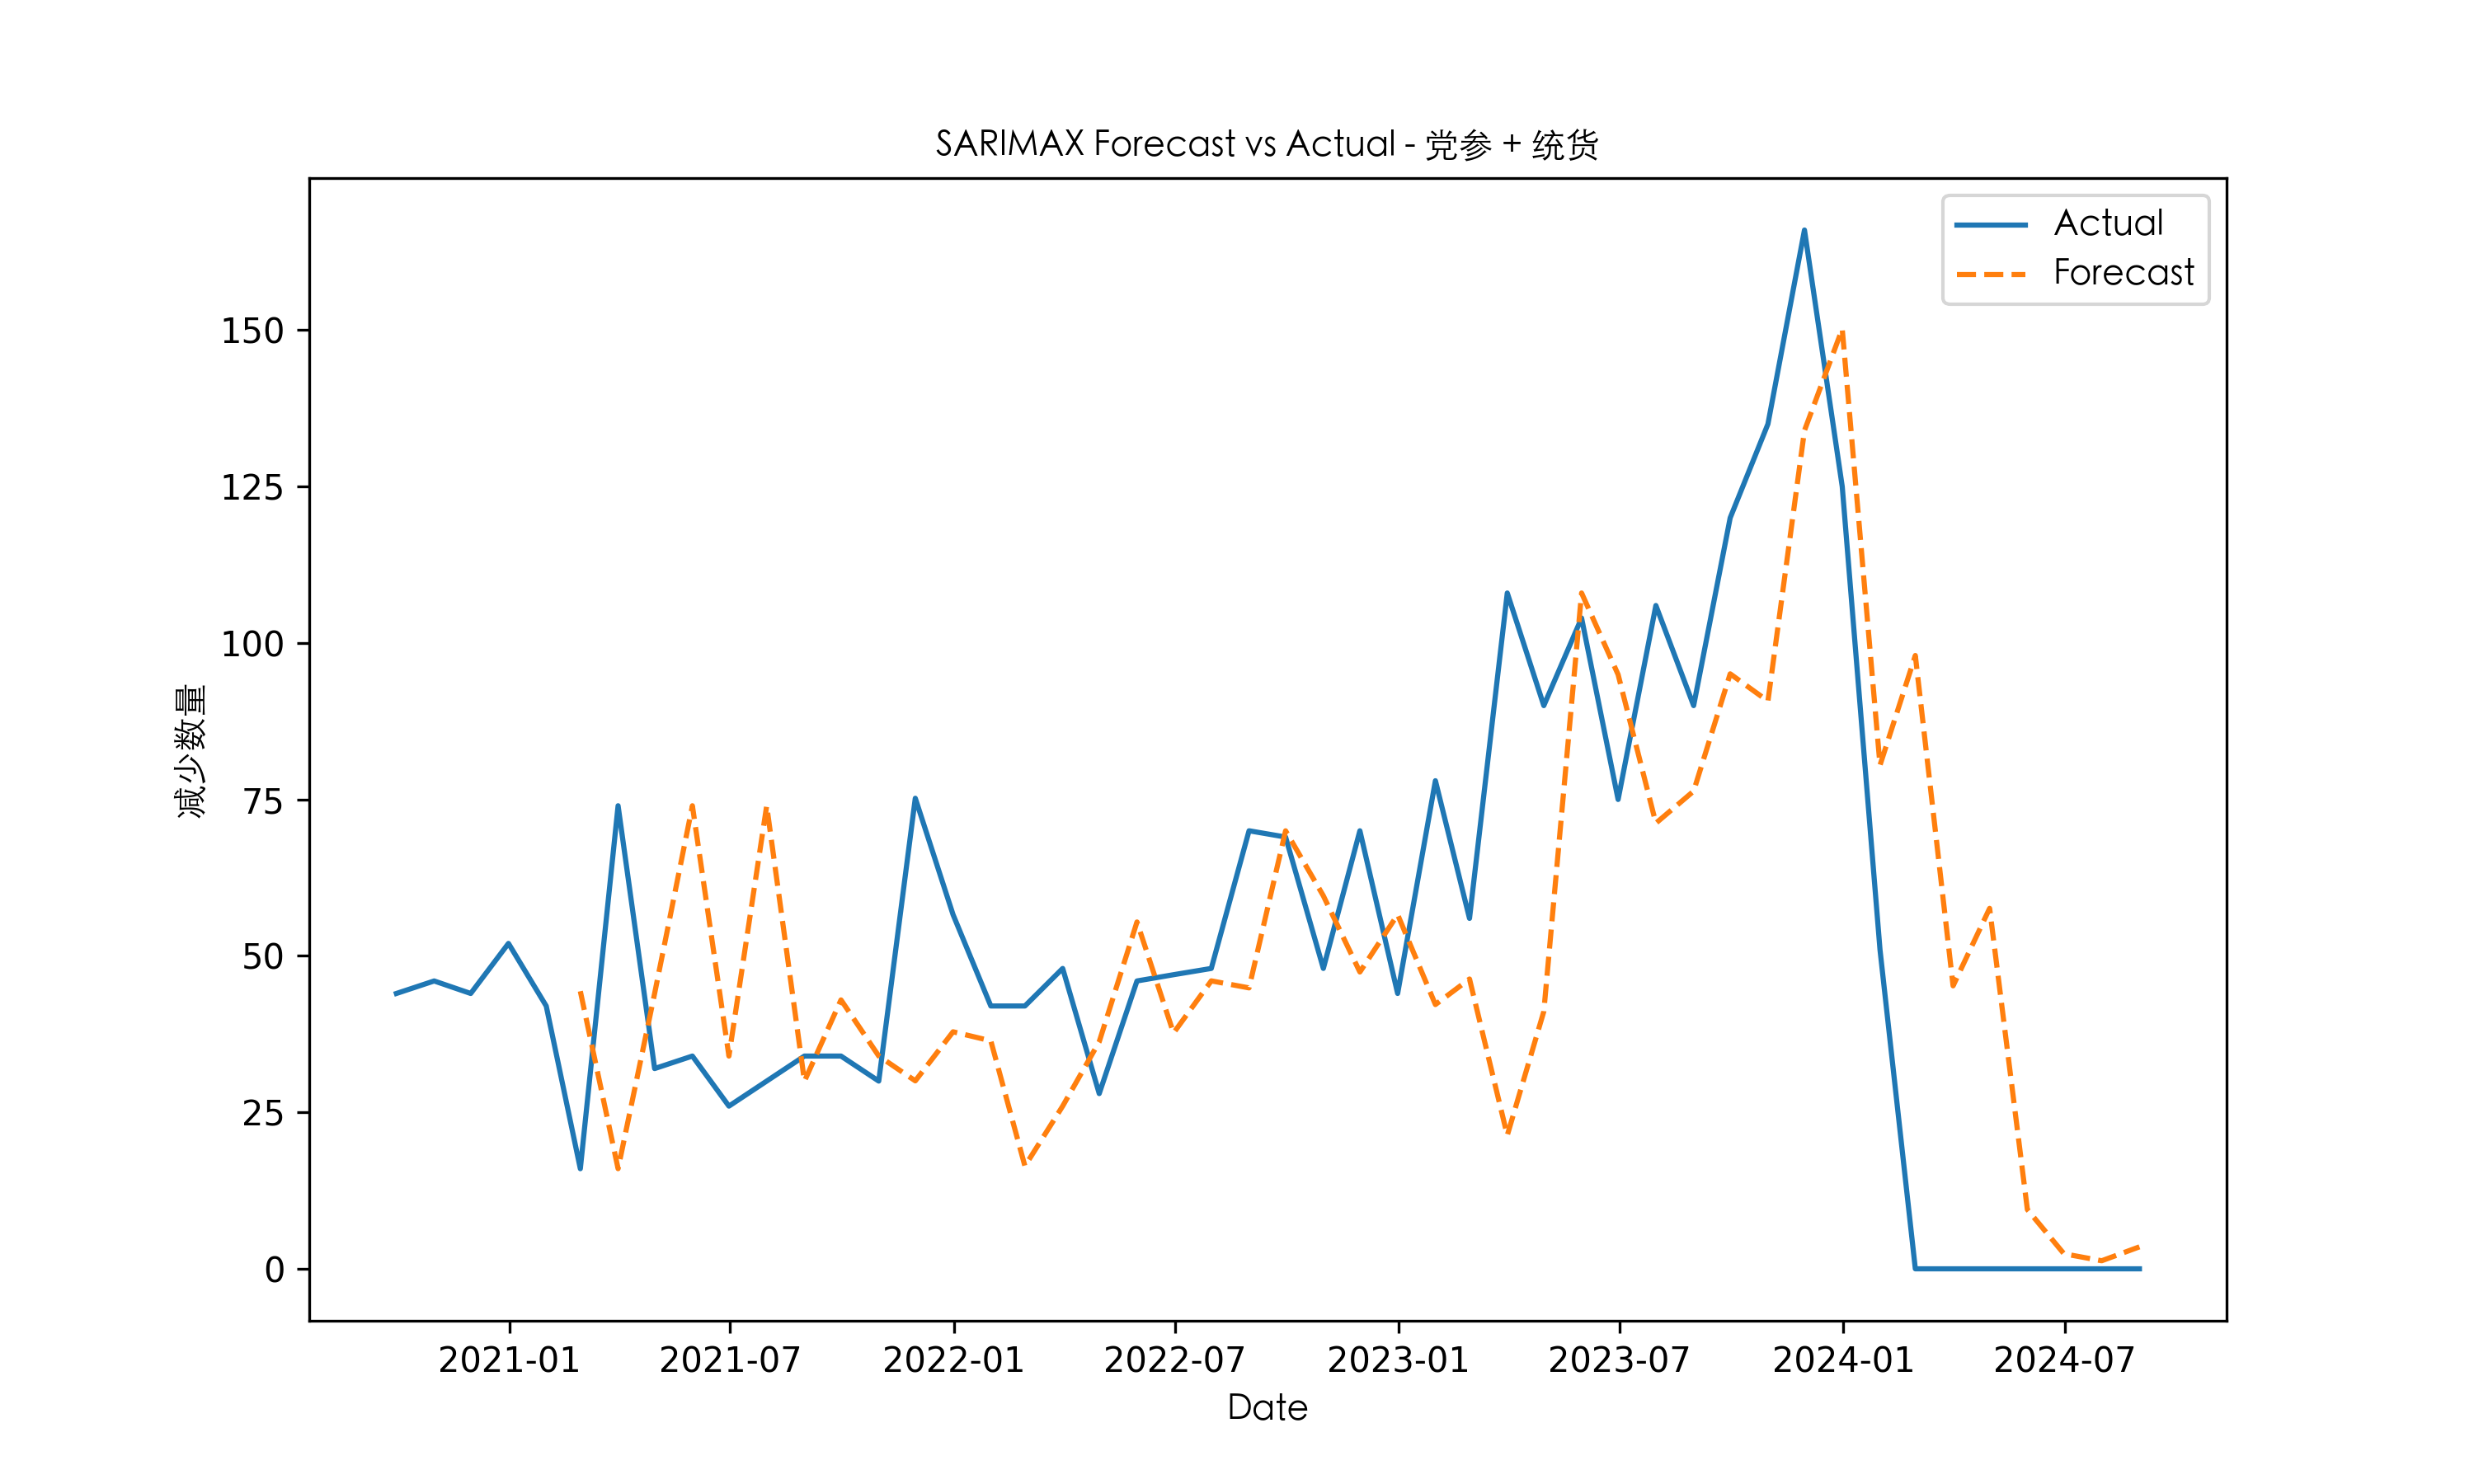 SARIMAX Forecast vs Actual - 党参 + 统货
Actual
Forecast
减少数量
150
125
100
75
50
25
0
2021-01 2021-07 2022-01 2022-07 2023-01 2023-07 2024-01 2024-07
Date